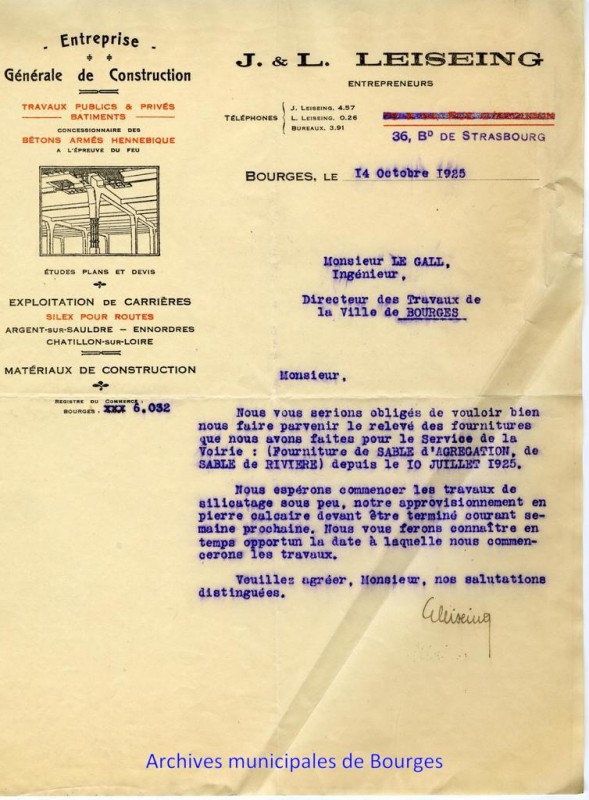 Entreprise
Générale de Construction
TRAVAUX PUBLICS & PRIVÉS
BATIMENTS
CONCESSIONNAIRE DES
BÉTONS ARMÉS HENNEBIQUE
A L'ÉPREUVE DU FEU
ÉTUDES PLANS ET DEVIS
EXPLOITATION DE CARRIÈRES
SILEX POUR ROUTES
ARGENT-SUR-SAULDRE — ENNORDRES
CHATILLON-SUR-LOIRE
MATÉRIAUX DE CONSTRUCTION
REGISTRE DU COMMERCE,
BOURGES, XXX 6.032
J. & L. LEISEING
ENTREPRENEURS
TÉLÉPHONES
J. LEISEING, 4.57
L. LEISEING, 0.26
BUREAUX, 3.91
36, BD DE STRASBOURG
BOURGES, LE 14 Octobre 1925
Monsieur LE GALL,
Ingénieur,
Directeur des Travaux de
la Ville de BOURGES
Monsieur,
Nous vous serions obligés de vouloir bien
nous faire parvenir le relevé des fournitures
que nous avons faites pour le Service de la
Voirie : (Fourniture de SABLE d'AGREGATION, de
SABLE de RIVIERE) depuis le 10 JUILLET 1925.
Nous espérons commencer les travaux de
silicatage sous peu, notre approvisionnement en
pierre calcaire devant être terminé courant se-
maine prochaine. Nous vous ferons connaître en
temps opportun la date à laquelle nous commen-
cerons les travaux.
Veuillez agréer, Monsieur, nos salutations
distinguées.
Leiseing
Archives municipales de Bourges